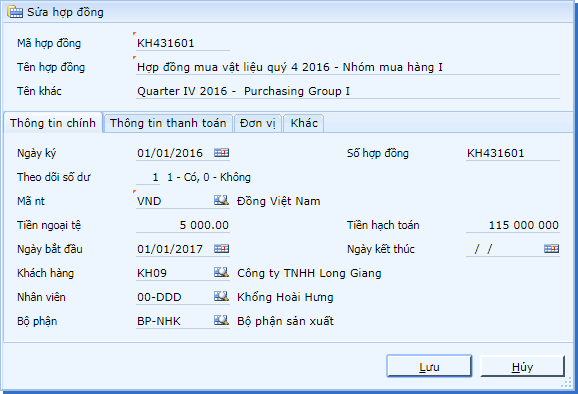 Sửa hợp đồng
Mã hợp đồng KH431601
Tên hợp đồng Hợp đồng mua vật liệu quý 4 2016 - Nhóm mua hàng I
Tên khác Quarter IV 2016 - Purchasing Group I
Thông tin chính Thông tin thanh toán Đơn vị Khác
Ngày ký 01/01/2016 Số hợp đồng KH431601
Theo dõi số dư 1 1 - Có, 0 - Không
Mã nt VND Đồng Việt Nam
Tiền ngoại tệ 5 000.00 Tiền hạch toán 115 000 000
Ngày bắt đầu 01/01/2017 Ngày kết thúc / /
Khách hàng KH09 Công ty TNHH Long Giang
Nhân viên 00-DDD Khổng Hoài Hưng
Bộ phận BP-NHK Bộ phận sản xuất
Lưu Hủy